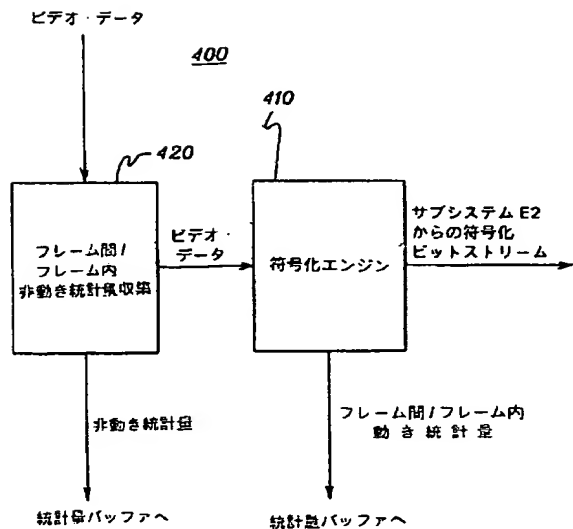 ビデオ・データ
400
410
420
フレーム間/
フレーム内
非動き統計量収集
ビデオ・
データ
符号化エンジン
サブシステム E2
からの符号化
ビットストリーム
非動き統計量
フレーム間/フレーム内
動き統計量
統計量バッファへ
統計量バッファへ